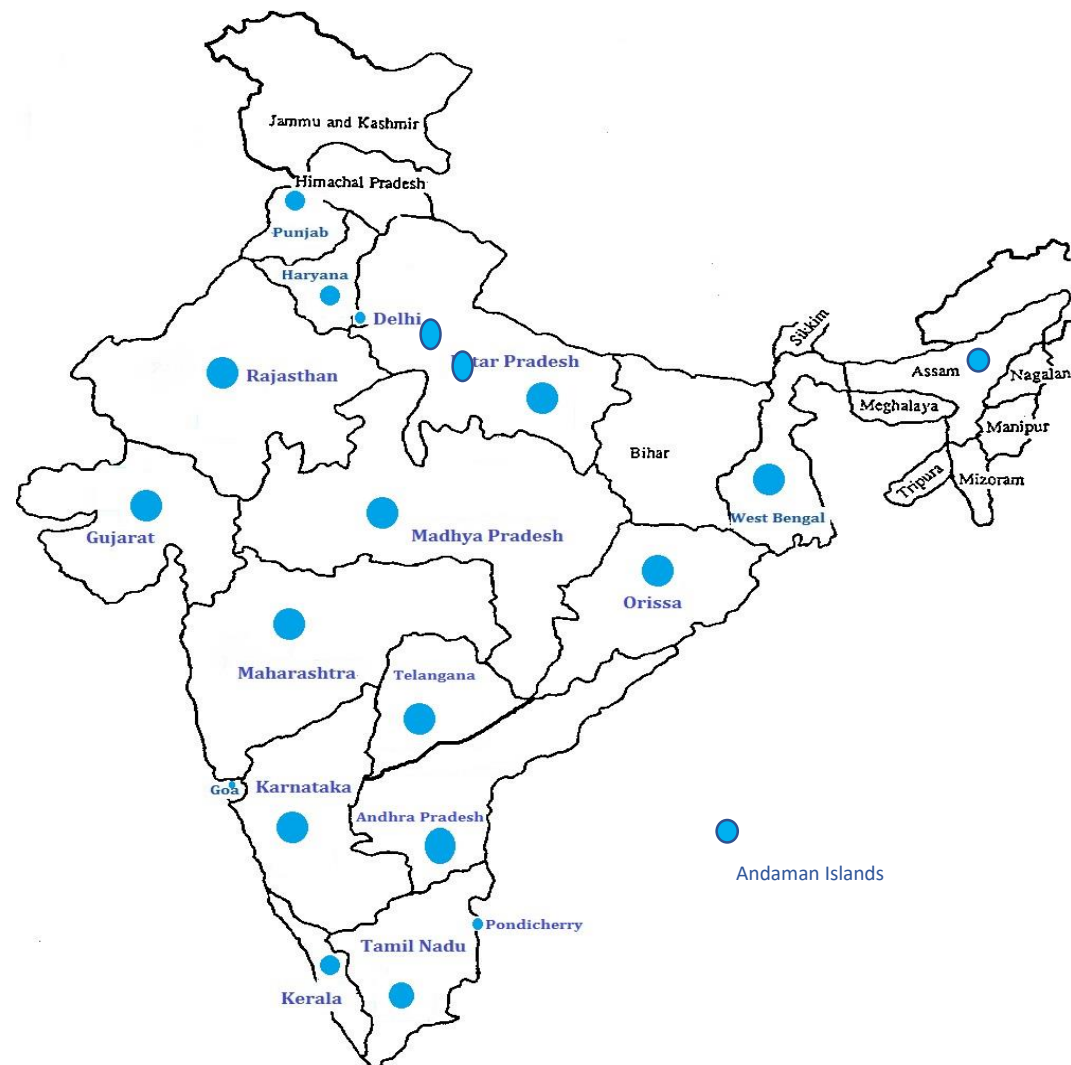 Jammu and Kashmir
Himachal Pradesh
Punjab
Haryana
Delhi
Sikkim
tar Pradesh
Rajasthan
Assam
Nagalan
Meghalaya
Manipur
Bihar
Tripura
Mizoram
West Bengal
Gujarat
Madhya Pradesh
Orissa
Maharashtra
Telangana
Goa
Karnataka
Andhra Pradesh
Andaman Islands
Pondicherry
Tamil Nadu
Kerala